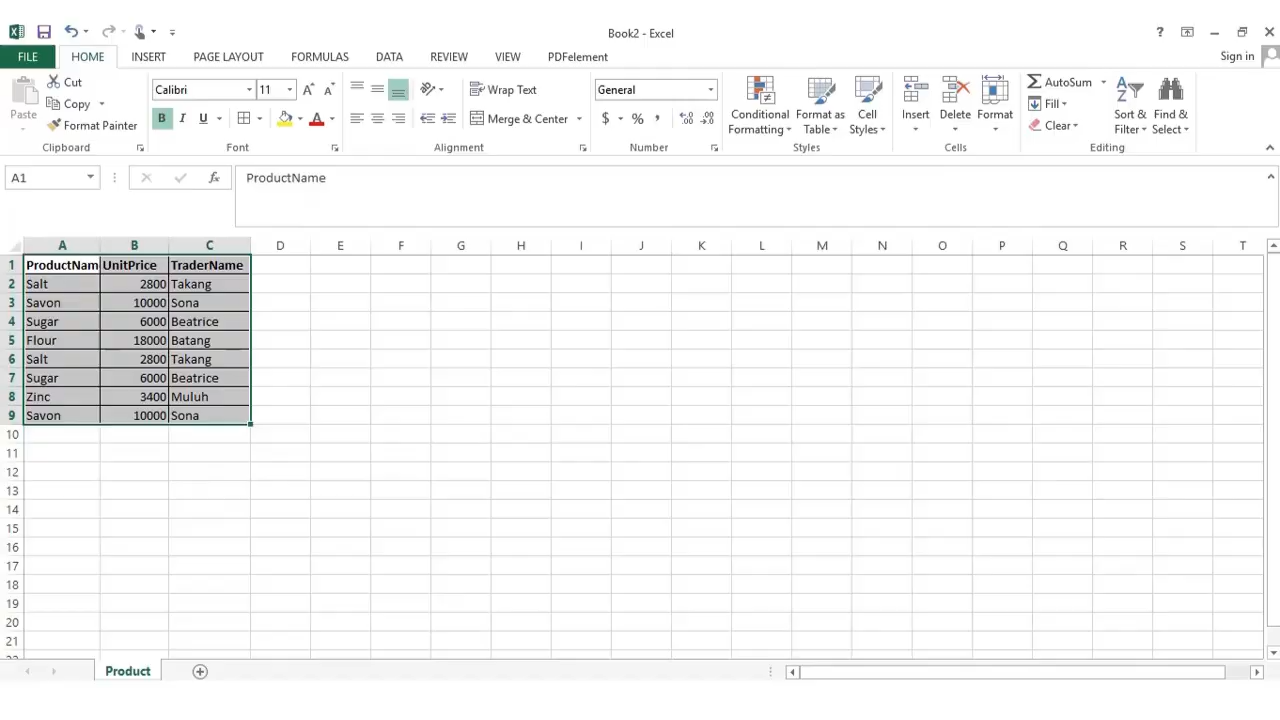 Book2 - Excel
?
FILE HOME INSERT PAGE LAYOUT FORMULAS DATA REVIEW VIEW PDFelement Sign in
Paste
Cut
Copy
Format Painter
Clipboard
Calibri 11
B I U A
Font
Wrap Text
Merge & Center
Alignment
General
$ % ,
Number
Conditional Formatting
Format as Table
Cell Styles
Styles
Insert
Delete
Format
Cells
AutoSum
Fill
Clear
Sort & Filter
Find & Select
Editing
A1 fx ProductName
A B C D E F G H I J K L M N O P Q R S T
1 ProductNam UnitPrice TraderName
2 Salt 2800 Takang
3 Savon 10000 Sona
4 Sugar 6000 Beatrice
5 Flour 18000 Batang
6 Salt 2800 Takang
7 Sugar 6000 Beatrice
8 Zinc 3400 Muluh
9 Savon 10000 Sona
10
11
12
13
14
15
16
17
18
19
20
21
Product